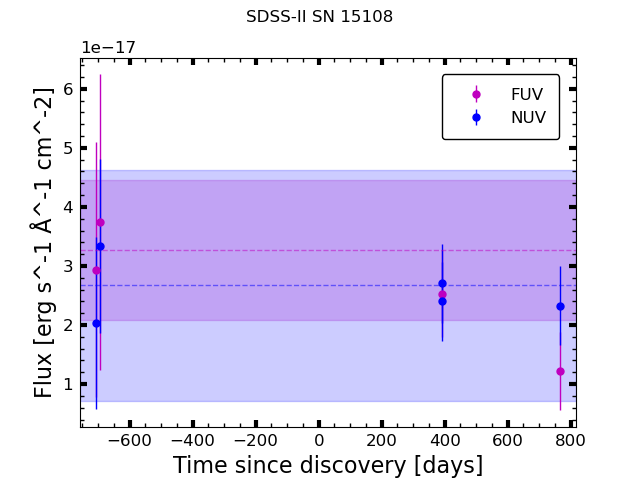 SDSS-II SN 15108
1e−17
FUV
NUV
6
5
4
3
2
1
Flux [erg s^-1 Å^-1 cm^-2]
−600 −400 −200 0 200 400 600 800
Time since discovery [days]